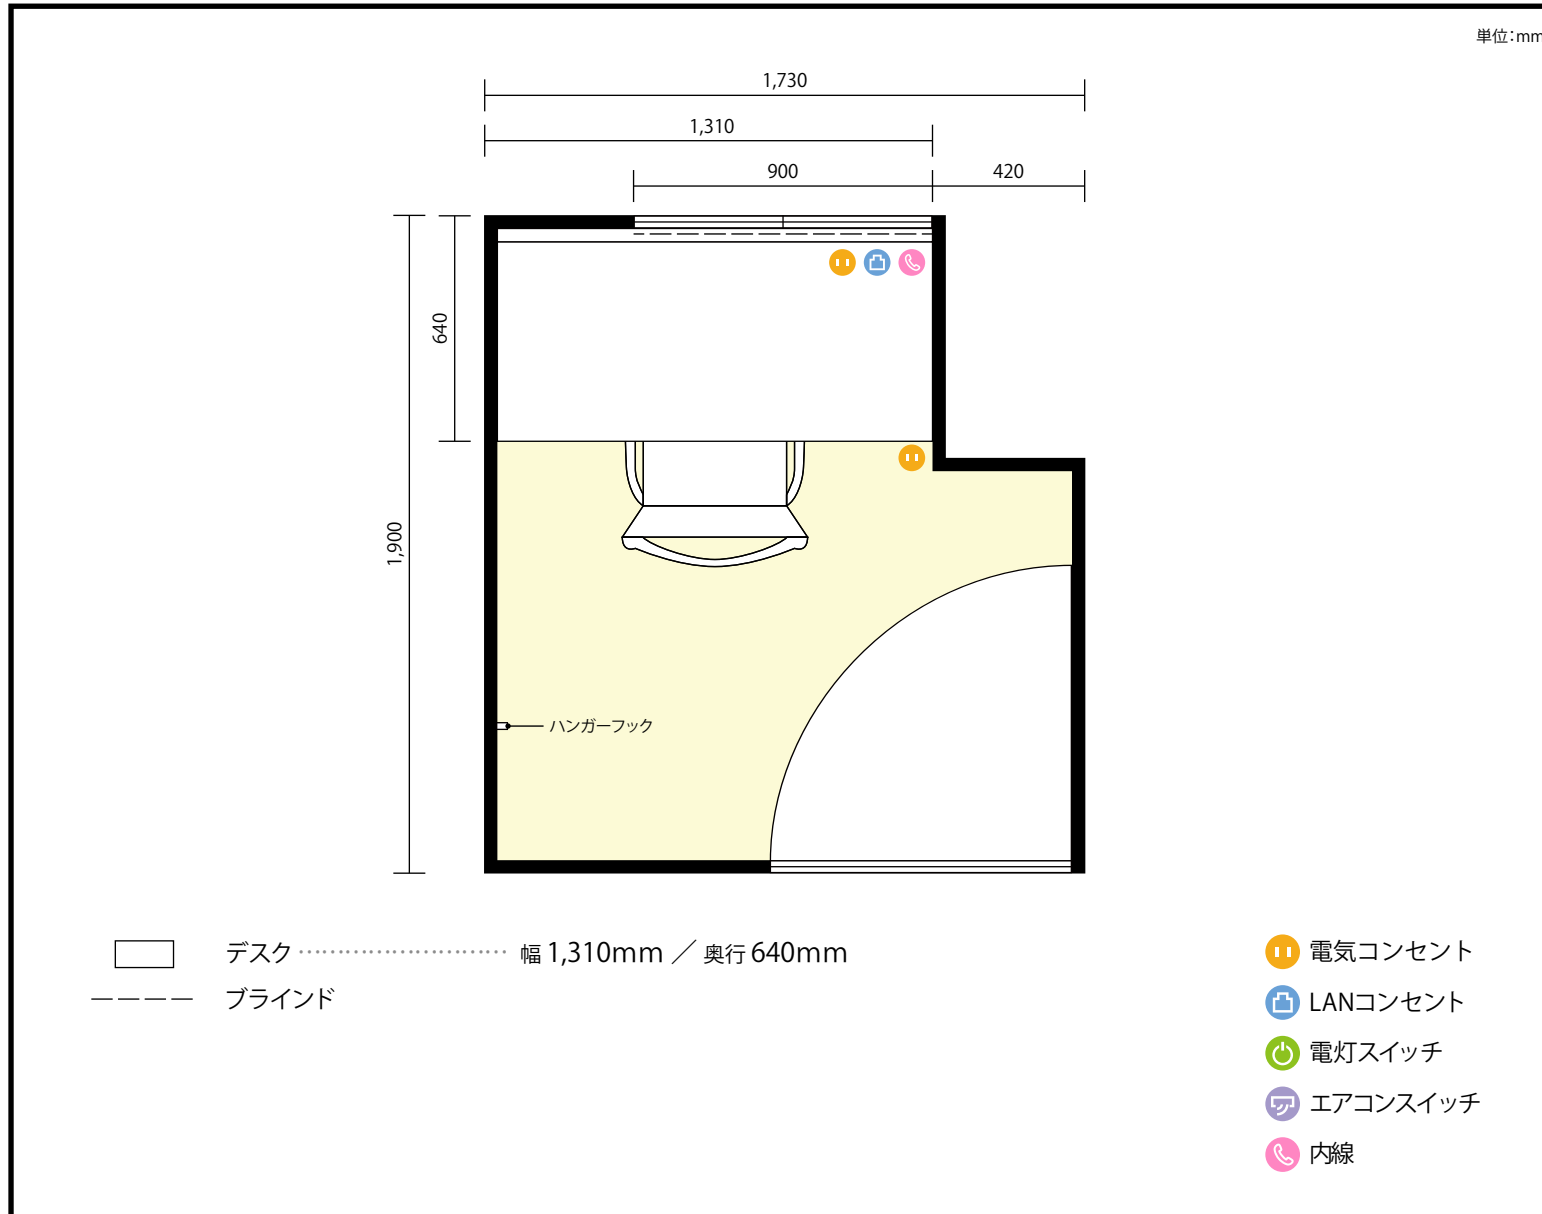 単位：mm
1,730
1,310
900
420
640
1,900
ハンガーフック
デスク ‥‥‥‥‥‥‥‥‥ 幅 1,310mm ／ 奥行 640mm
ブラインド
電気コンセント
LANコンセント
電灯スイッチ
エアコンスイッチ
内線